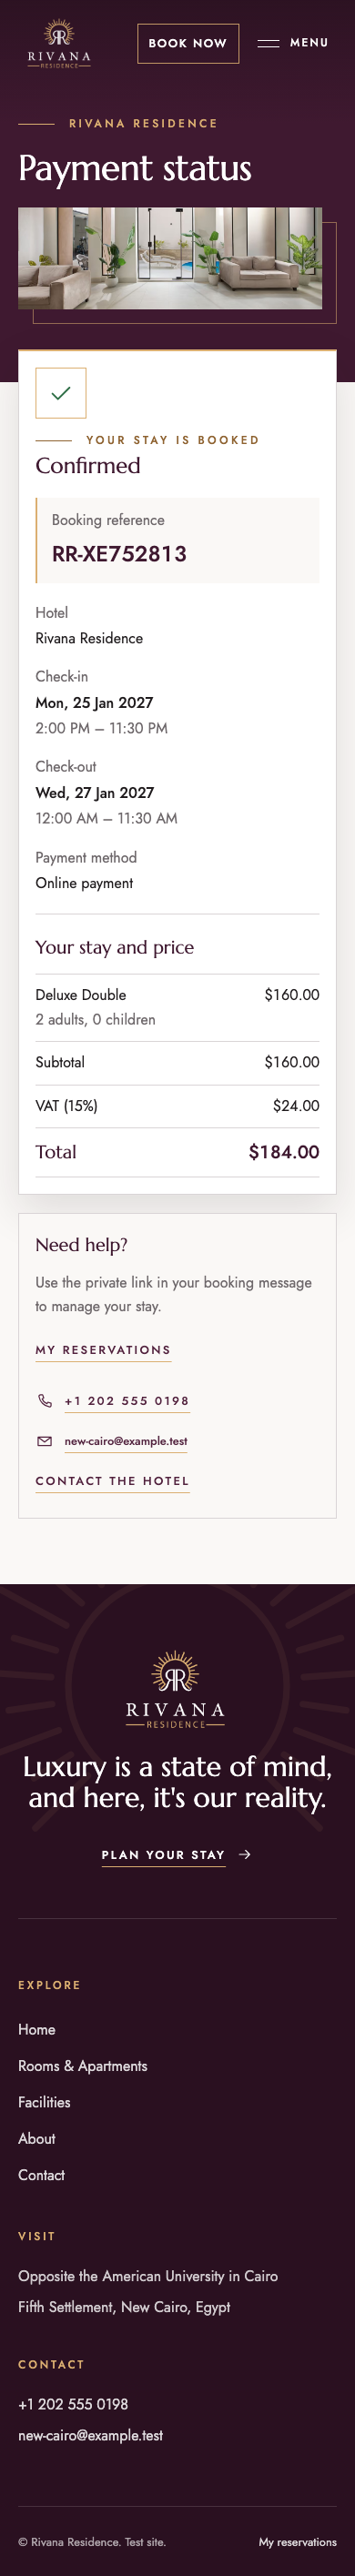 RIVANA
RESIDENCE
BOOK NOW
MENU
RIVANA RESIDENCE
Payment status
YOUR STAY IS BOOKED
Confirmed
Booking reference
RR-XE752813
Hotel
Rivana Residence
Check-in
Mon, 25 Jan 2027
2:00 PM – 11:30 PM
Check-out
Wed, 27 Jan 2027
12:00 AM – 11:30 AM
Payment method
Online payment
Your stay and price
Deluxe Double $160.00
2 adults, 0 children
Subtotal $160.00
VAT (15%) $24.00
Total $184.00
Need help?
Use the private link in your booking message
to manage your stay.
MY RESERVATIONS
+1 202 555 0198
new-cairo@example.test
CONTACT THE HOTEL
RIVANA
RESIDENCE
Luxury is a state of mind,
and here, it's our reality.
PLAN YOUR STAY
EXPLORE
Home
Rooms & Apartments
Facilities
About
Contact
VISIT
Opposite the American University in Cairo
Fifth Settlement, New Cairo, Egypt
CONTACT
+1 202 555 0198
new-cairo@example.test
© Rivana Residence. Test site. My reservations